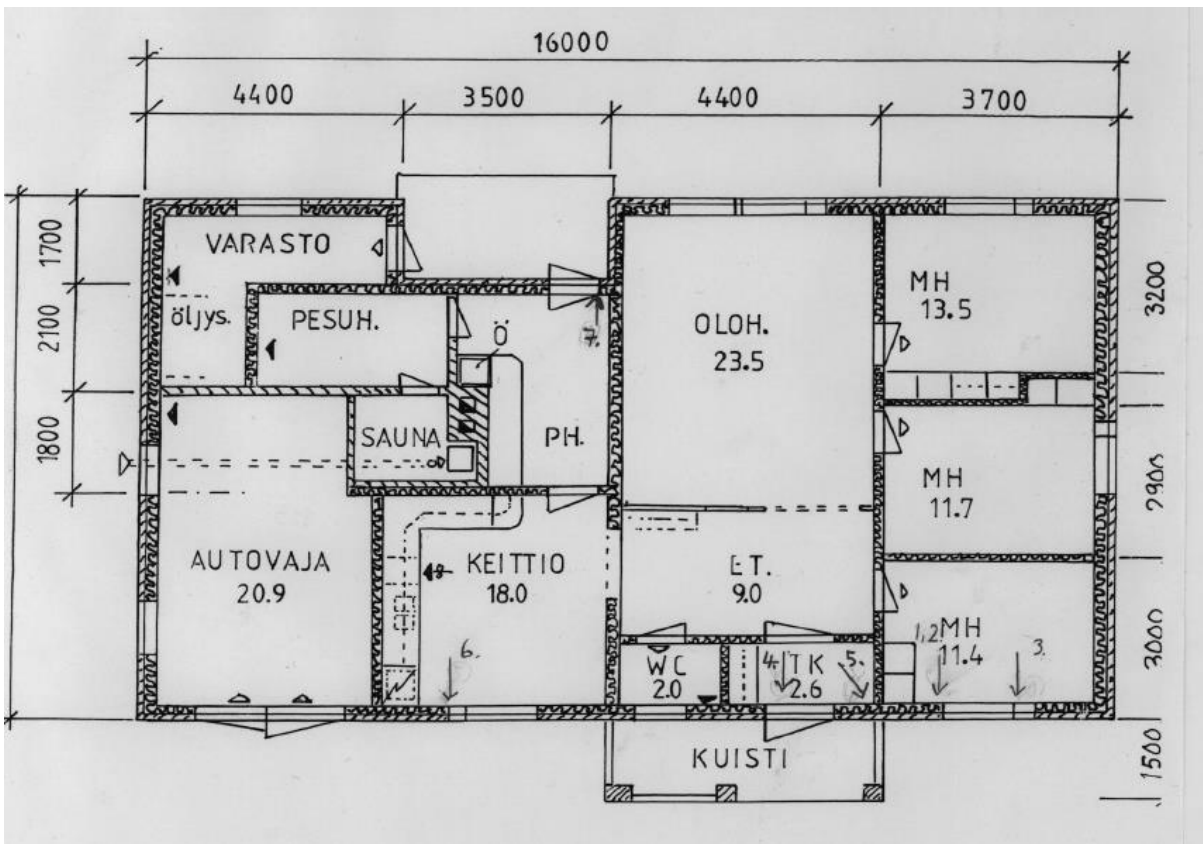 16000
4400 3500 4400 3700
1700
2100
1800
VARASTO
öljys.
PESUH.
Ö
7.
OLOH.
23.5
MH
13.5
3200
SAUNA
PH.
MH
11.7
2900
AUTOVAJA
20.9
8
KEITTIO
18.0
ET.
9.0
6.
WC
2.0
4. TK 5.
2.6
1,2. MH 3.
11.4
3000
KUISTI
1500